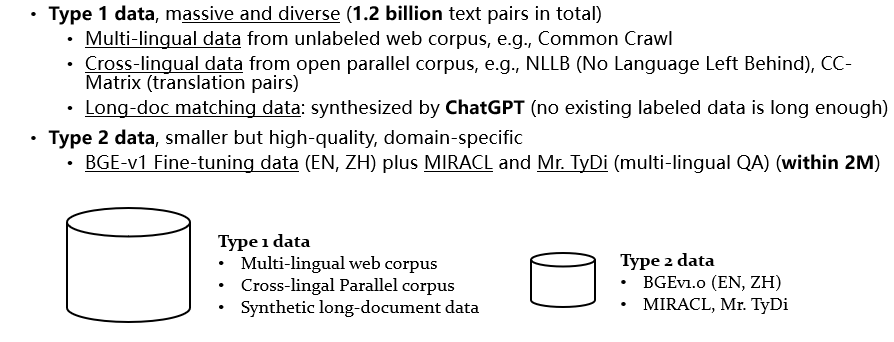 • Type 1 data, massive and diverse (1.2 billion text pairs in total)
• Multi-lingual data from unlabeled web corpus, e.g., Common Crawl
• Cross-lingual data from open parallel corpus, e.g., NLLB (No Language Left Behind), CC-
Matrix (translation pairs)
• Long-doc matching data: synthesized by ChatGPT (no existing labeled data is long enough)
• Type 2 data, smaller but high-quality, domain-specific
• BGE-v1 Fine-tuning data (EN, ZH) plus MIRACL and Mr. TyDi (multi-lingual QA) (within 2M)
Type 1 data
• Multi-lingual web corpus
• Cross-lingal Parallel corpus
• Synthetic long-document data
Type 2 data
• BGEv1.0 (EN, ZH)
• MIRACL, Mr. TyDi